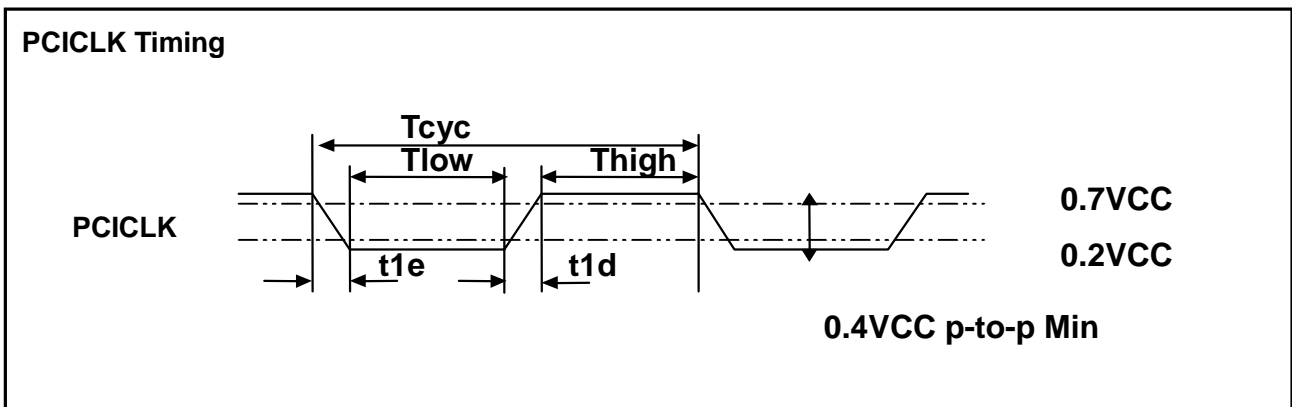 PCICLK Timing
Tcyc
Tlow
Thigh
0.7VCC
PCICLK
0.2VCC
t1e
t1d
0.4VCC p-to-p Min